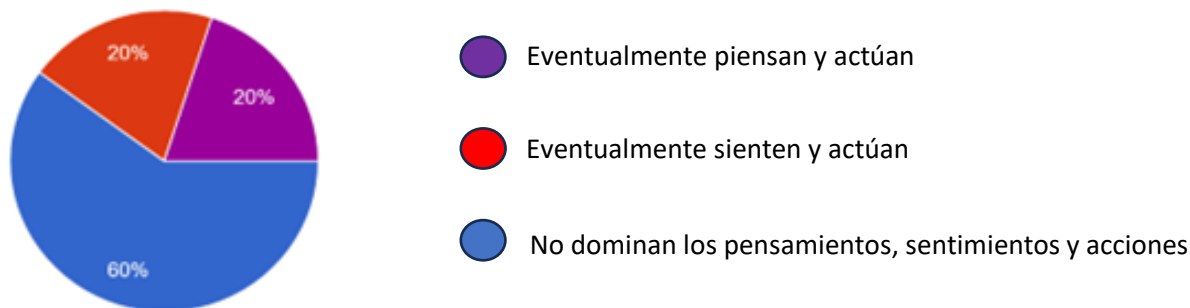 20%
20%
60%
Eventualmente piensan y actúan
Eventualmente sienten y actúan
No dominan los pensamientos, sentimientos y acciones